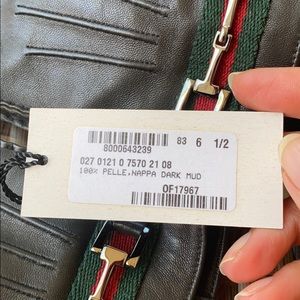 8000643239 83 6 1/2
027 0121 0 7570 21 08
100% PELLE,NAPPA DARK MUD
OF17967